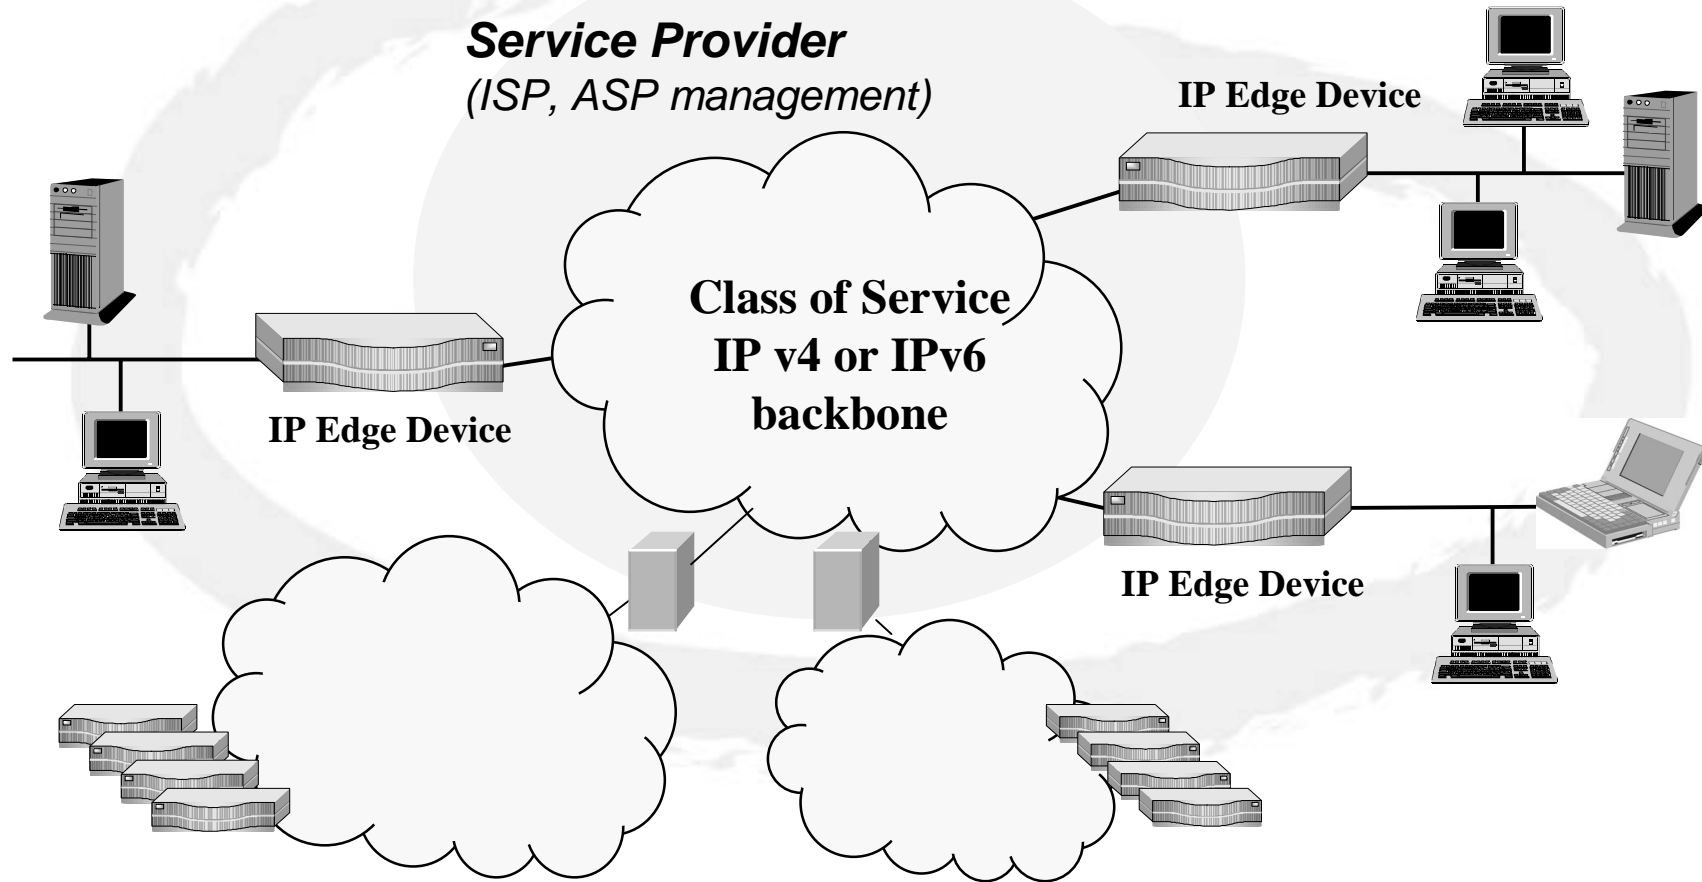 Service Provider
(ISP, ASP management)
IP Edge Device
Class of Service
IP v4 or IPv6
backbone
IP Edge Device
IP Edge Device